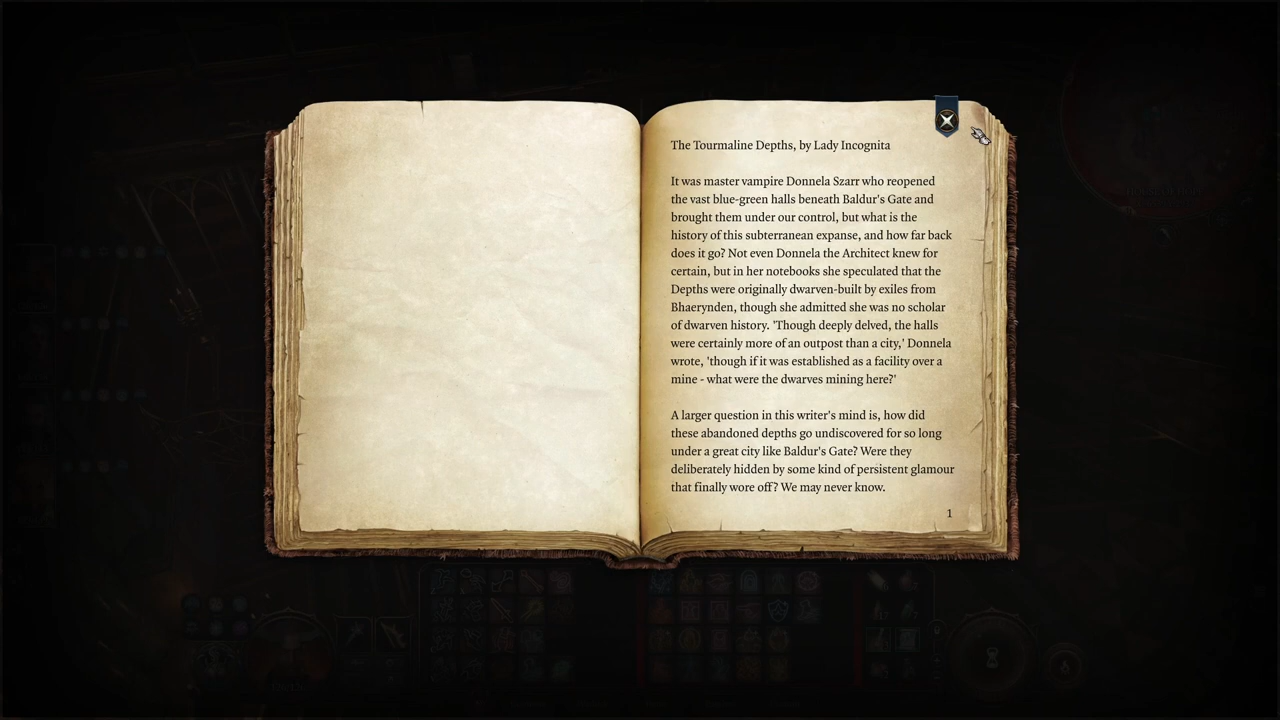 The Tourmaline Depths, by Lady Incognita
It was master vampire Donnela Szarr who reopened
the vast blue-green halls beneath Baldur's Gate and
brought them under our control, but what is the
history of this subterranean expanse, and how far back
does it go? Not even Donnela the Architect knew for
certain, but in her notebooks she speculated that the
Depths were originally dwarven-built by exiles from
Bhaerynden, though she admitted she was no scholar
of dwarven history. 'Though deeply delved, the halls
were certainly more of an outpost than a city,' Donnela
wrote, 'though if it was established as a facility over a
mine - what were the dwarves mining here?'
A larger question in this writer's mind is, how did
these abandoned depths go undiscovered for so long
under a great city like Baldur's Gate? Were they
deliberately hidden by some kind of persistent glamour
that finally wore off? We may never know.
1